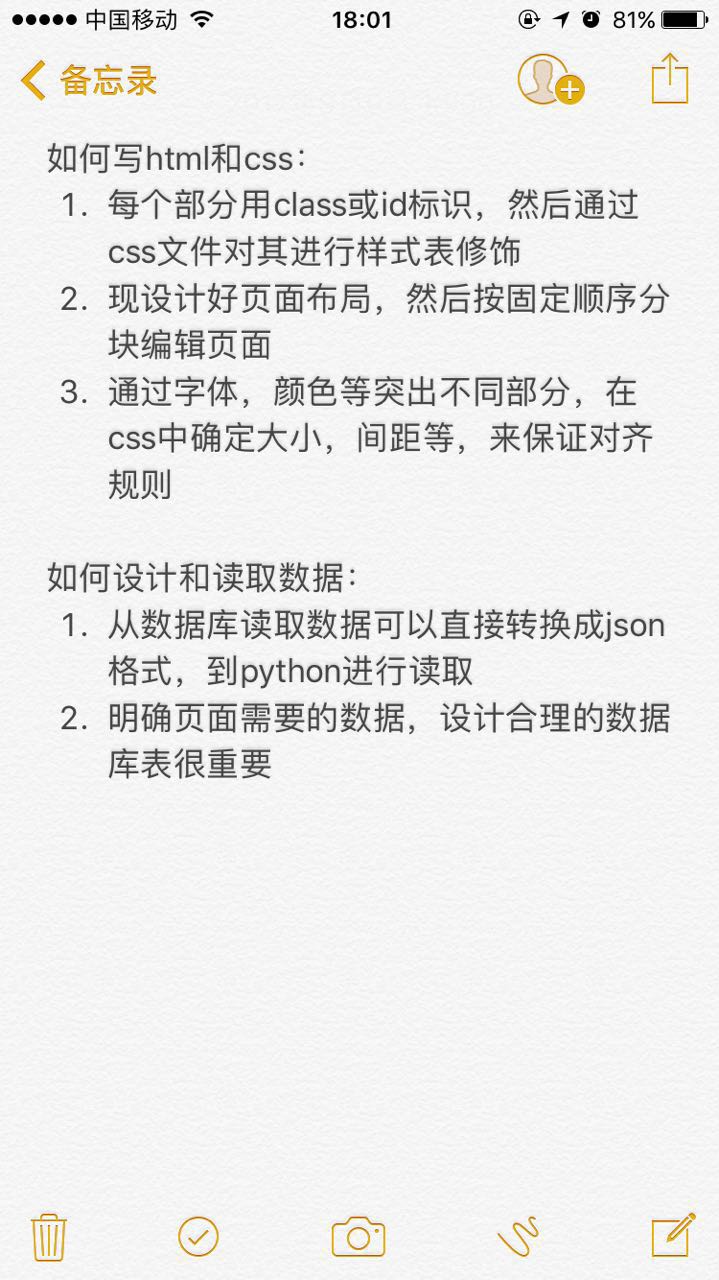 中国移动 18:01 81%
备忘录
如何写html和css：
1. 每个部分用class或id标识，然后通过
css文件对其进行样式表修饰
2. 现设计好页面布局，然后按固定顺序分
块编辑页面
3. 通过字体，颜色等突出不同部分，在
css中确定大小，间距等，来保证对齐
规则
如何设计和读取数据：
1. 从数据库读取数据可以直接转换成json
格式，到python进行读取
2. 明确页面需要的数据，设计合理的数据
库表很重要